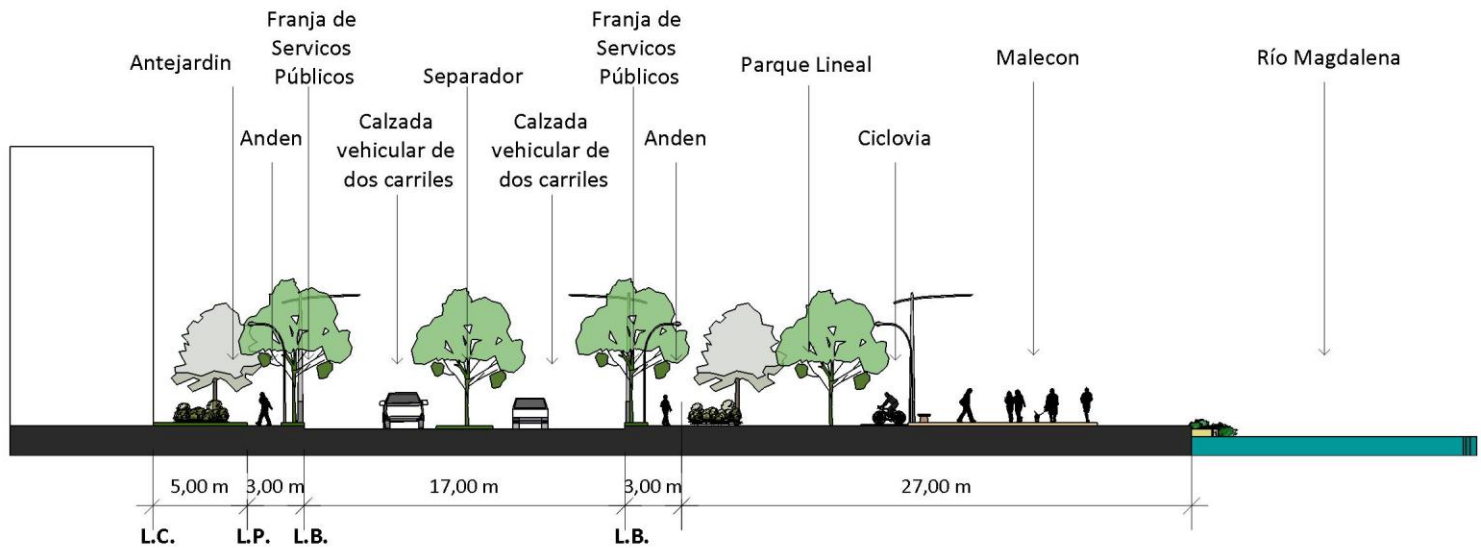 Antejardin
Franja de
Servicos
Públicos
Anden
Calzada
vehicular de
dos carriles
Separador
Calzada
vehicular de
dos carriles
Franja de
Servicos
Públicos
Anden
Parque Lineal
Ciclovia
Malecon
Río Magdalena
5,00 m
3,00 m
17,00 m
3,00 m
27,00 m
L.C.
L.P.
L.B.
L.B.